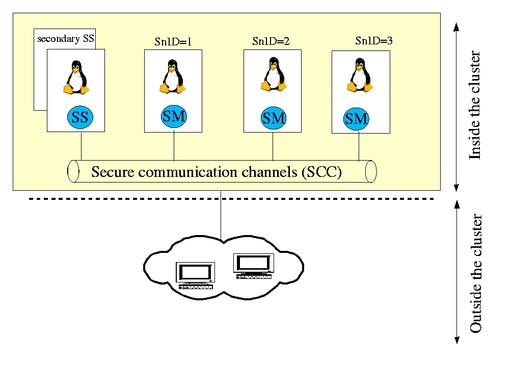 secondary SS
SnID=1
SnID=2
SnID=3
SS
SM
SM
SM
Secure communication channels (SCC)
Inside the cluster
Outside the cluster